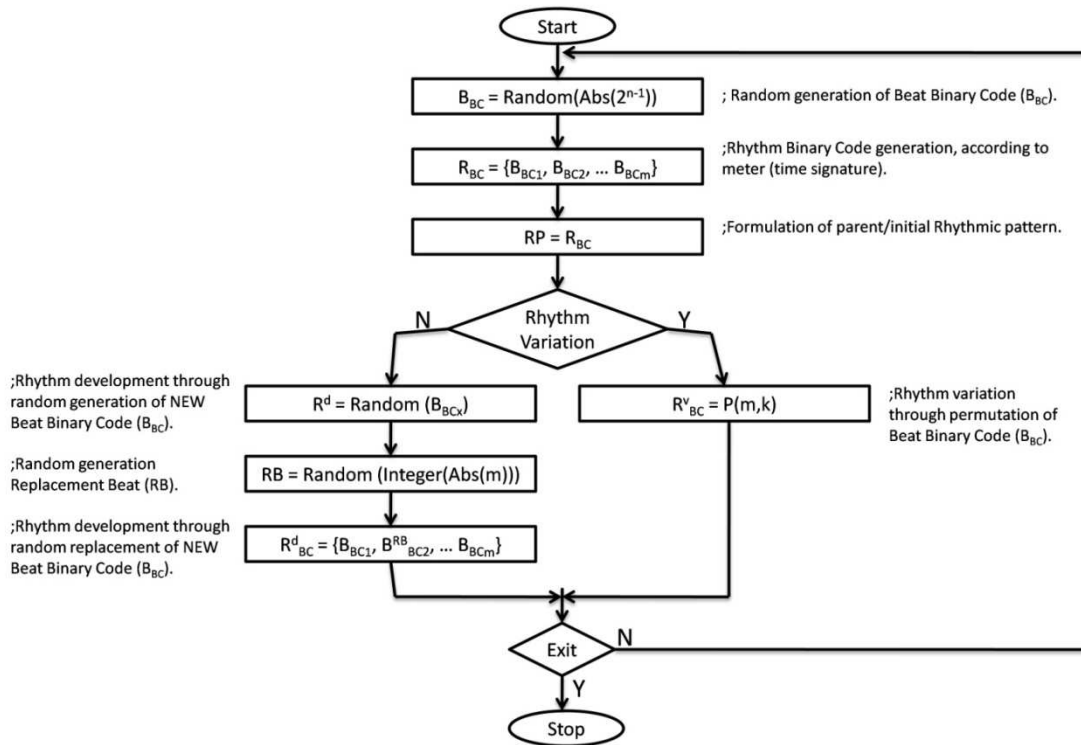 Start
B_BC = Random(Abs(2^n-1))
; Random generation of Beat Binary Code (B_BC).
R_BC = {B_BC1, B_BC2, ... B_BCm}
;Rhythm Binary Code generation, according to
meter (time signature).
RP = R_BC
;Formulation of parent/initial Rhythmic pattern.
Rhythm
Variation
N
Y
;Rhythm development through
random generation of NEW
Beat Binary Code (B_BC).
R^d = Random (B_BCx)
R^v_BC = P(m,k)
;Rhythm variation
through permutation of
Beat Binary Code (B_BC).
;Random generation
Replacement Beat (RB).
RB = Random (Integer(Abs(m)))
;Rhythm development through
random replacement of NEW
Beat Binary Code (B_BC).
R^d_BC = {B_BC1, B^RB_BC2, ... B_BCm}
Exit
N
Y
Stop